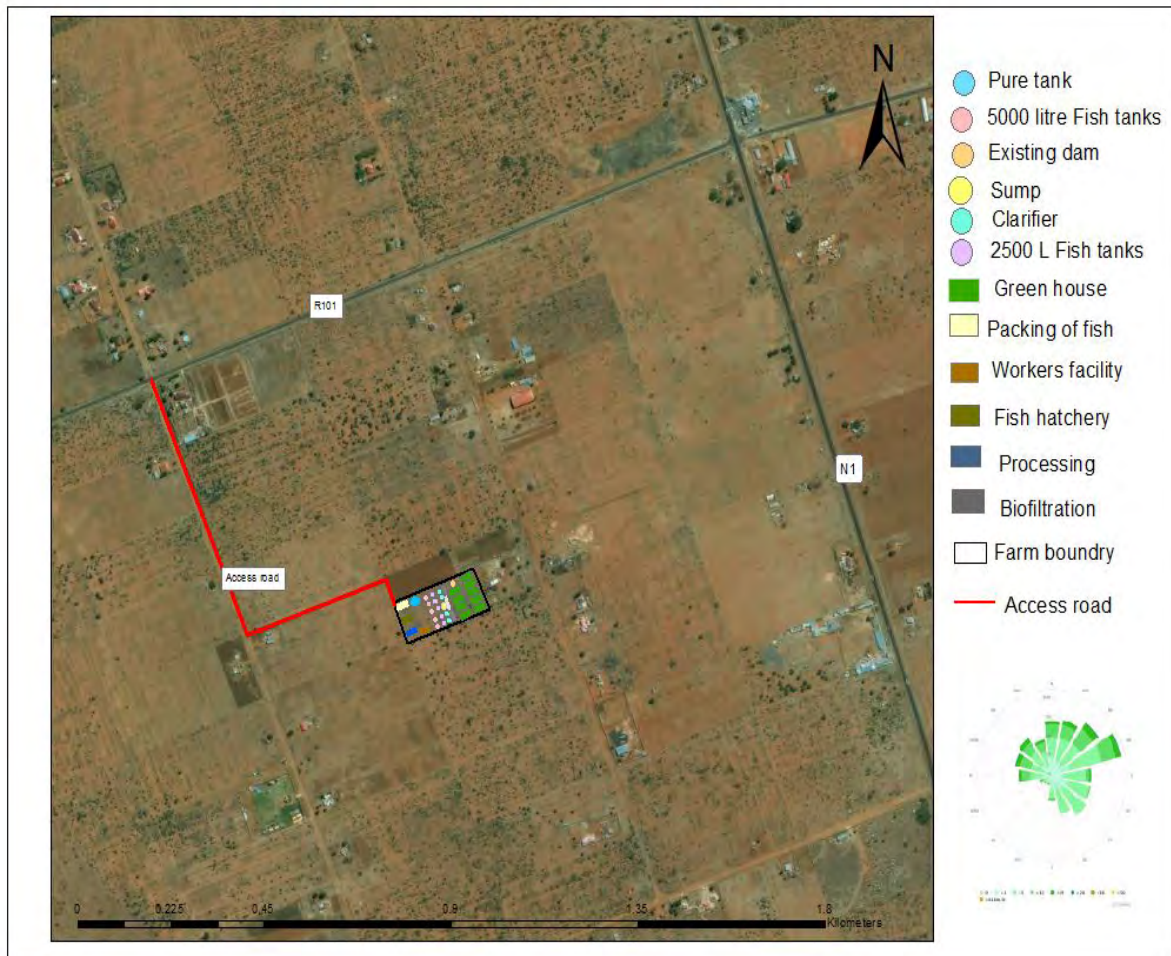 N
Pure tank
5000 litre Fish tanks
Existing dam
Sump
Clarifier
2500 L Fish tanks
Green house
Packing of fish
Workers facility
Fish hatchery
Processing
Biofiltration
Farm boundry
Access road
R101
N1
Access road
0 0.225 0.45 0.9 1.35 1.8
Kilometers